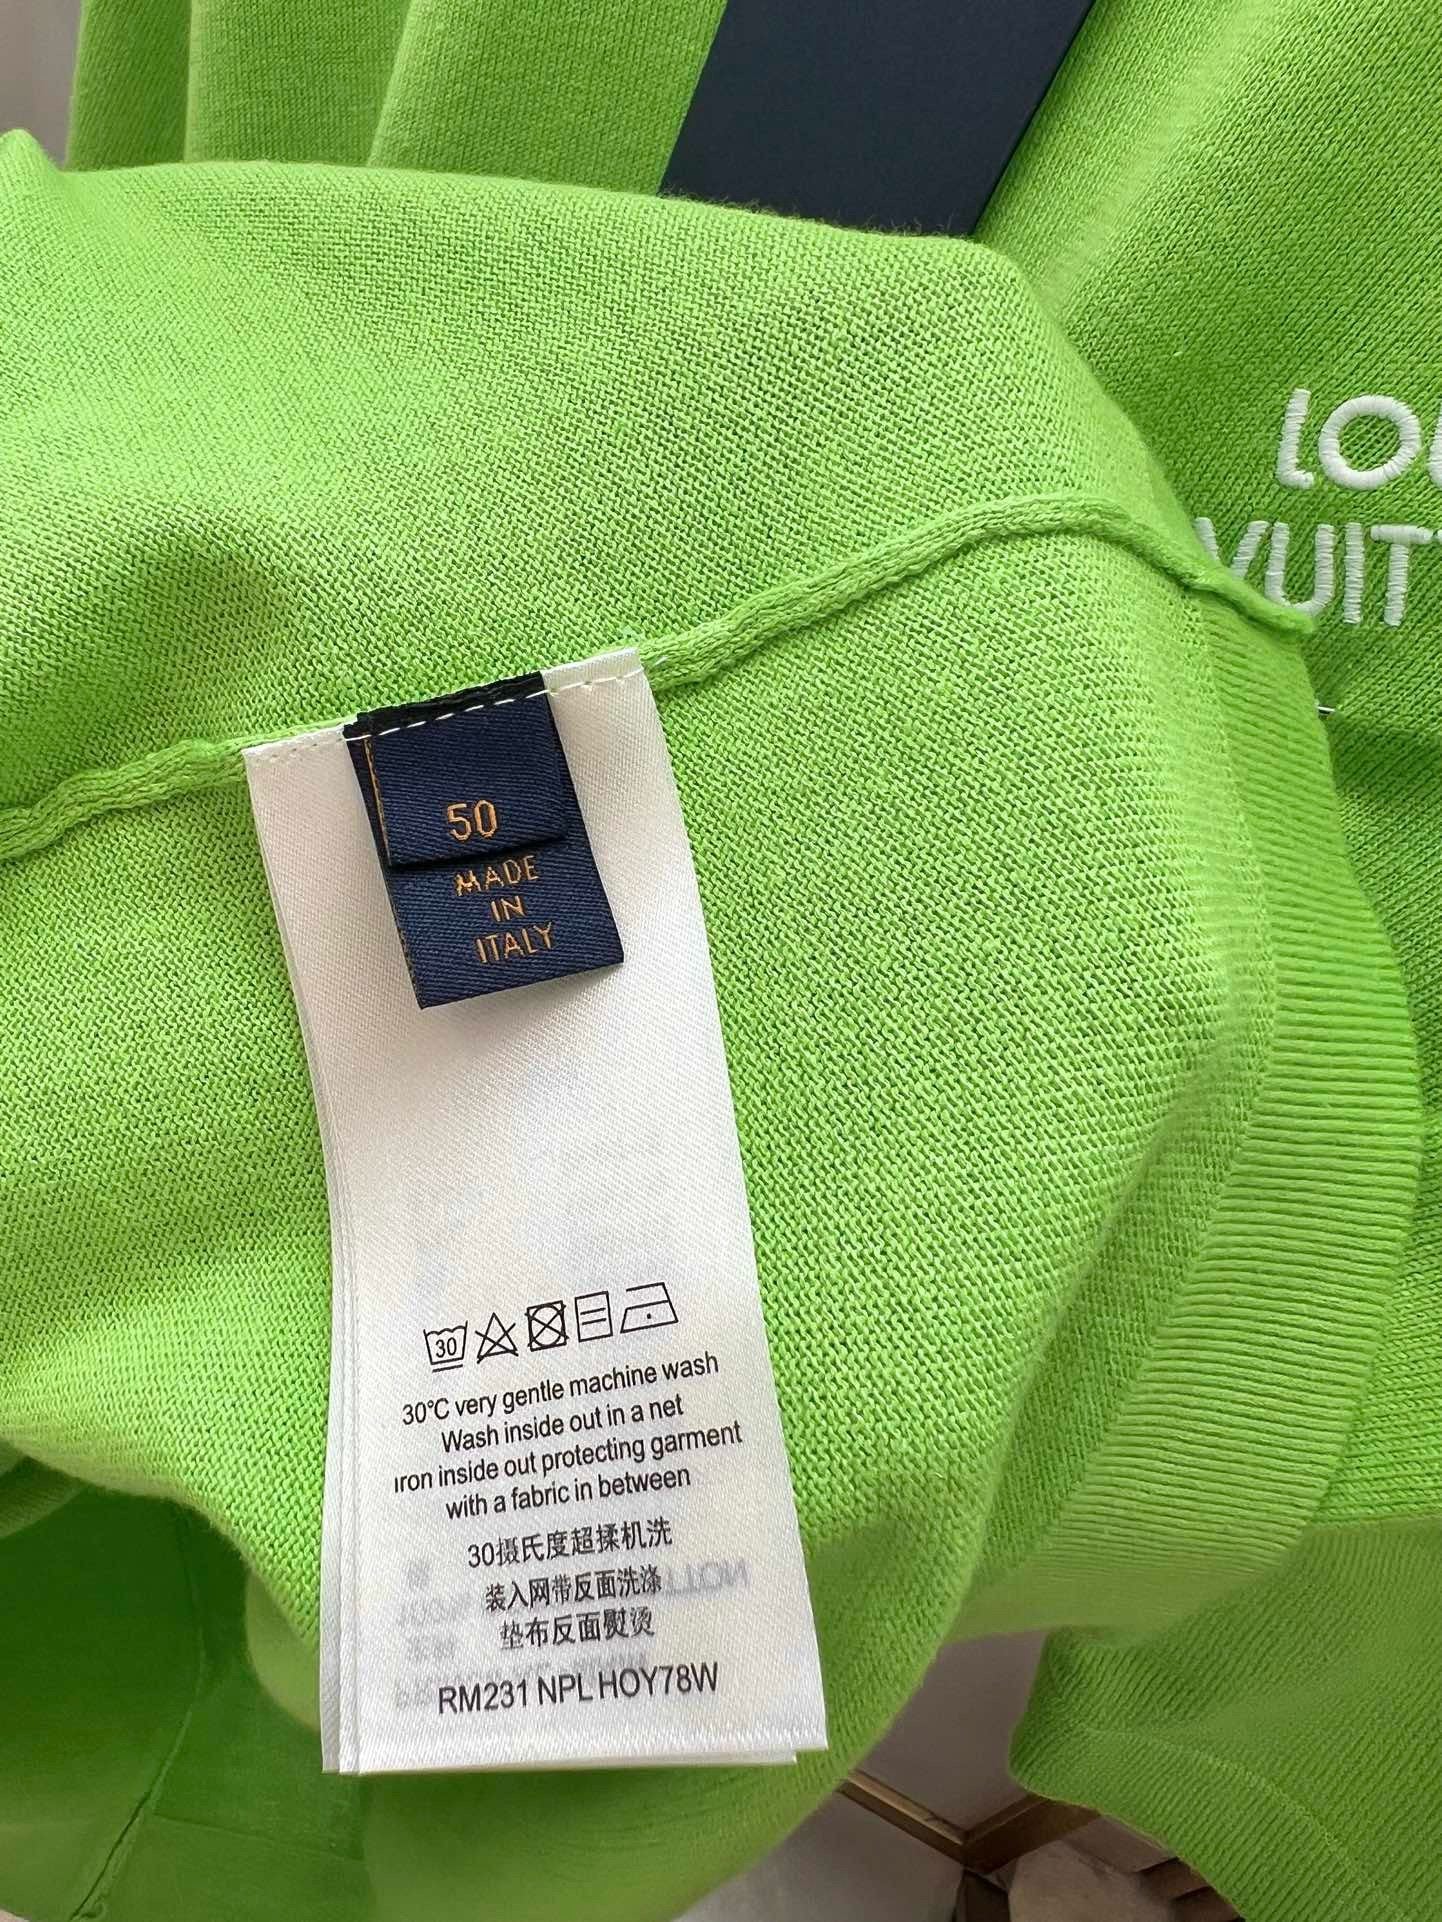 LOU
VUIT
50
MADE
IN
ITALY
30
30°C very gentle machine wash
Wash inside out in a net
iron inside out protecting garment
with a fabric in between
30摄氏度超揉机洗
装入网带反面洗涤
垫布反面熨烫
RM231 NPL HOY78W